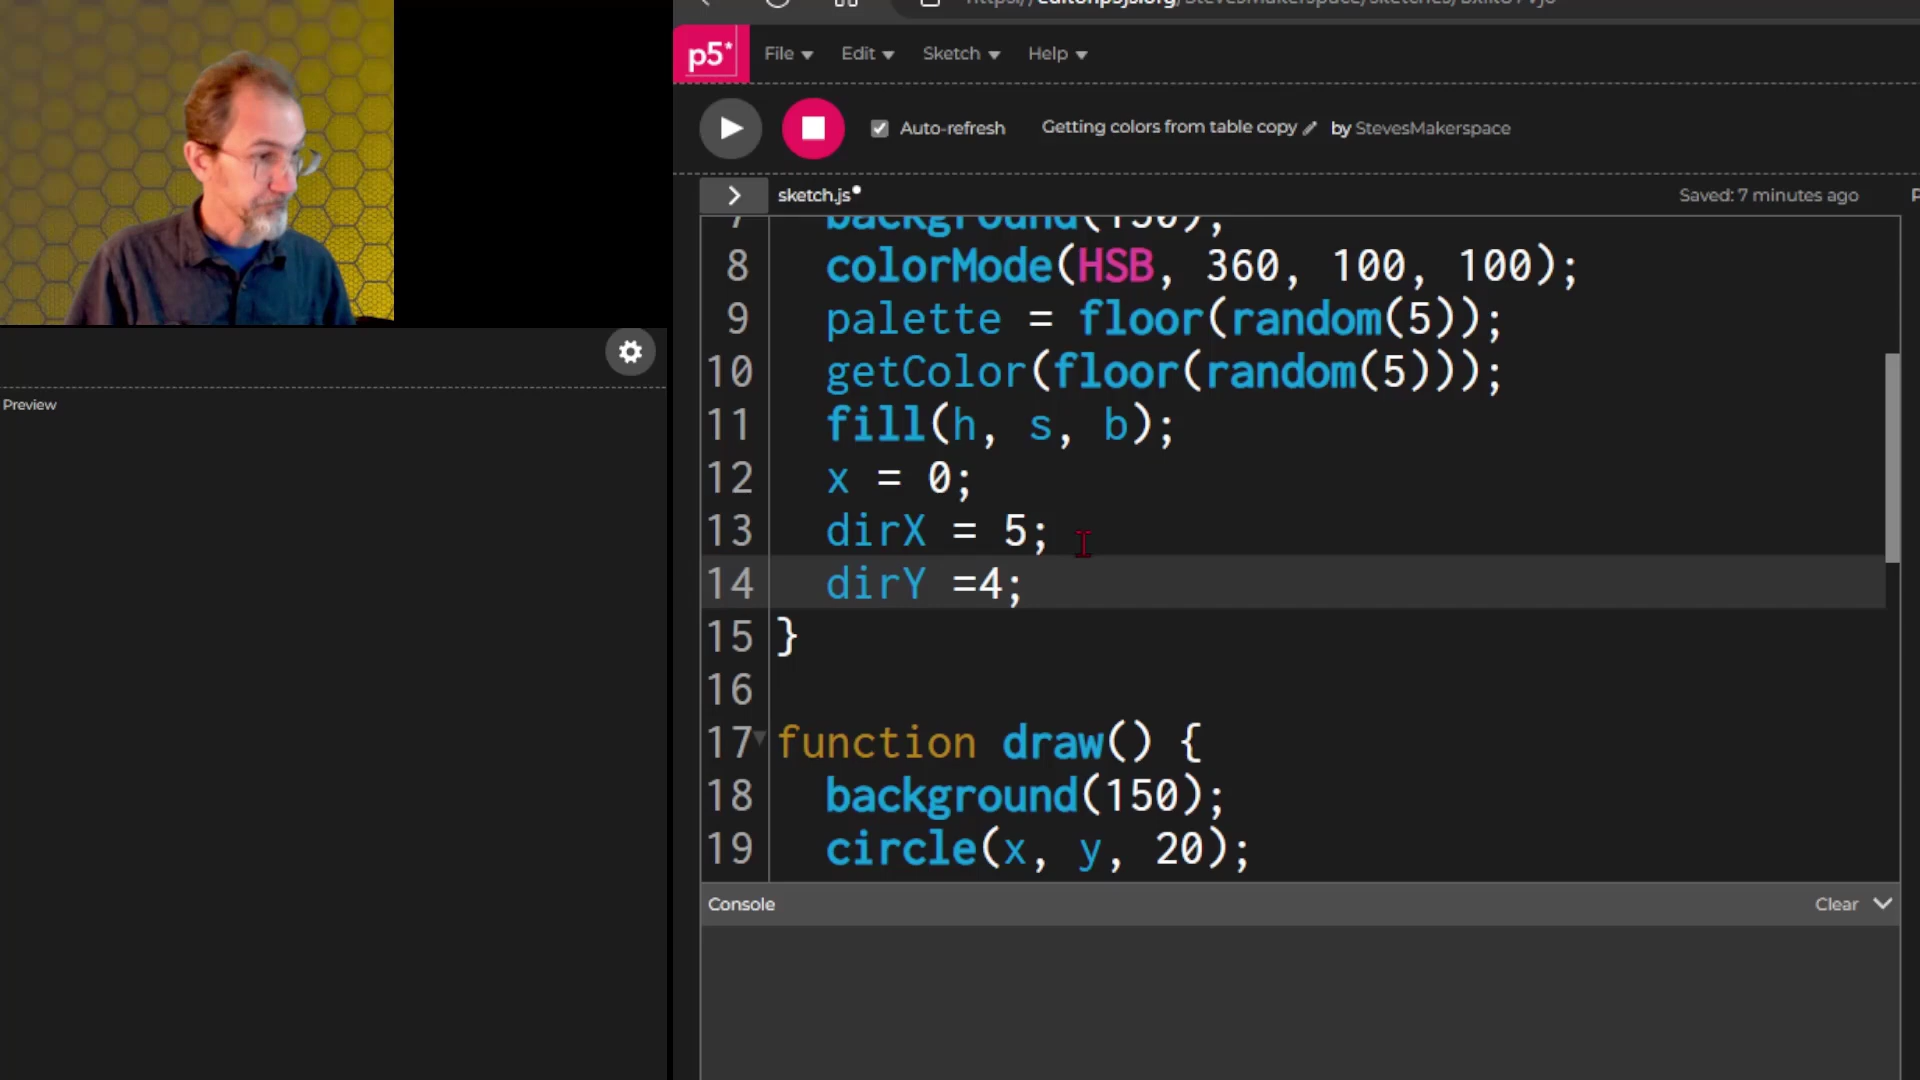 p5*
File
Edit
Sketch
Help
Auto-refresh
Getting colors from table copy
by StevesMakerspace
sketch.js
Saved: 7 minutes ago
P
Preview
7 background(150);
8 colorMode(HSB, 360, 100, 100);
9 palette = floor(random(5));
10 getColor(floor(random(5)));
11 fill(h, s, b);
12 x = 0;
13 dirX = 5;
14 dirY =4;
15 }
16
17 function draw() {
18 background(150);
19 circle(x, y, 20);
Console
Clear